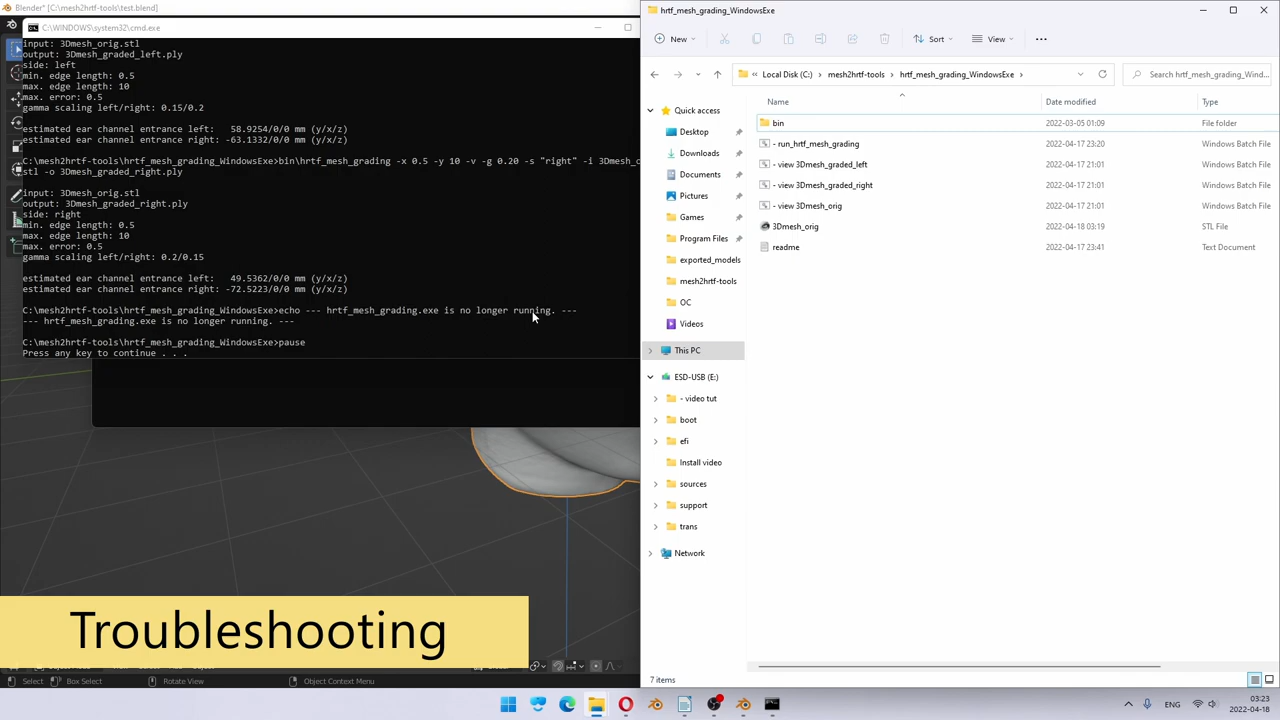 Blender* [C:\mesh2hrtf-tools\test.blend]
C:\WINDOWS\system32\cmd.exe
input: 3Dmesh_orig.stl
output: 3Dmesh_graded_left.ply
side: left
min. edge length: 0.5
max. edge length: 10
max. error: 0.5
gamma scaling left/right: 0.15/0.2
estimated ear channel entrance left:   58.9254/0/0 mm (y/x/z)
estimated ear channel entrance right: -63.1332/0/0 mm (y/x/z)
C:\mesh2hrtf-tools\hrtf_mesh_grading_WindowsExe>bin\hrtf_mesh_grading -x 0.5 -y 10 -v -g 0.20 -s "right" -i 3Dmesh_o
stl -o 3Dmesh_graded_right.ply
input: 3Dmesh_orig.stl
output: 3Dmesh_graded_right.ply
side: right
min. edge length: 0.5
max. edge length: 10
max. error: 0.5
gamma scaling left/right: 0.2/0.15
estimated ear channel entrance left:   49.5362/0/0 mm (y/x/z)
estimated ear channel entrance right: -72.5223/0/0 mm (y/x/z)
C:\mesh2hrtf-tools\hrtf_mesh_grading_WindowsExe>echo --- hrtf_mesh_grading.exe is no longer running. ---
--- hrtf_mesh_grading.exe is no longer running. ---
C:\mesh2hrtf-tools\hrtf_mesh_grading_WindowsExe>pause
Press any key to continue . . .
Troubleshooting
Select
Box Select
Rotate View
Object Context Menu
hrtf_mesh_grading_WindowsExe
New
Sort
View
« Local Disk (C:) › mesh2hrtf-tools › hrtf_mesh_grading_WindowsExe ›
Search hrtf_mesh_grading_Wind...
Quick access
Desktop
Downloads
Documents
Pictures
Games
Program Files
exported_models
mesh2hrtf-tools
OC
Videos
This PC
ESD-USB (E:)
- video tut
boot
efi
Install video
sources
support
trans
Network
Name Date modified Type
bin 2022-03-05 01:09 File folder
- run_hrtf_mesh_grading 2022-04-17 23:20 Windows Batch File
- view 3Dmesh_graded_left 2022-04-17 21:01 Windows Batch File
- view 3Dmesh_graded_right 2022-04-17 21:01 Windows Batch File
- view 3Dmesh_orig 2022-04-17 21:01 Windows Batch File
3Dmesh_orig 2022-04-18 03:19 STL File
readme 2022-04-17 23:41 Text Document
7 items
ENG
03:23
2022-04-18